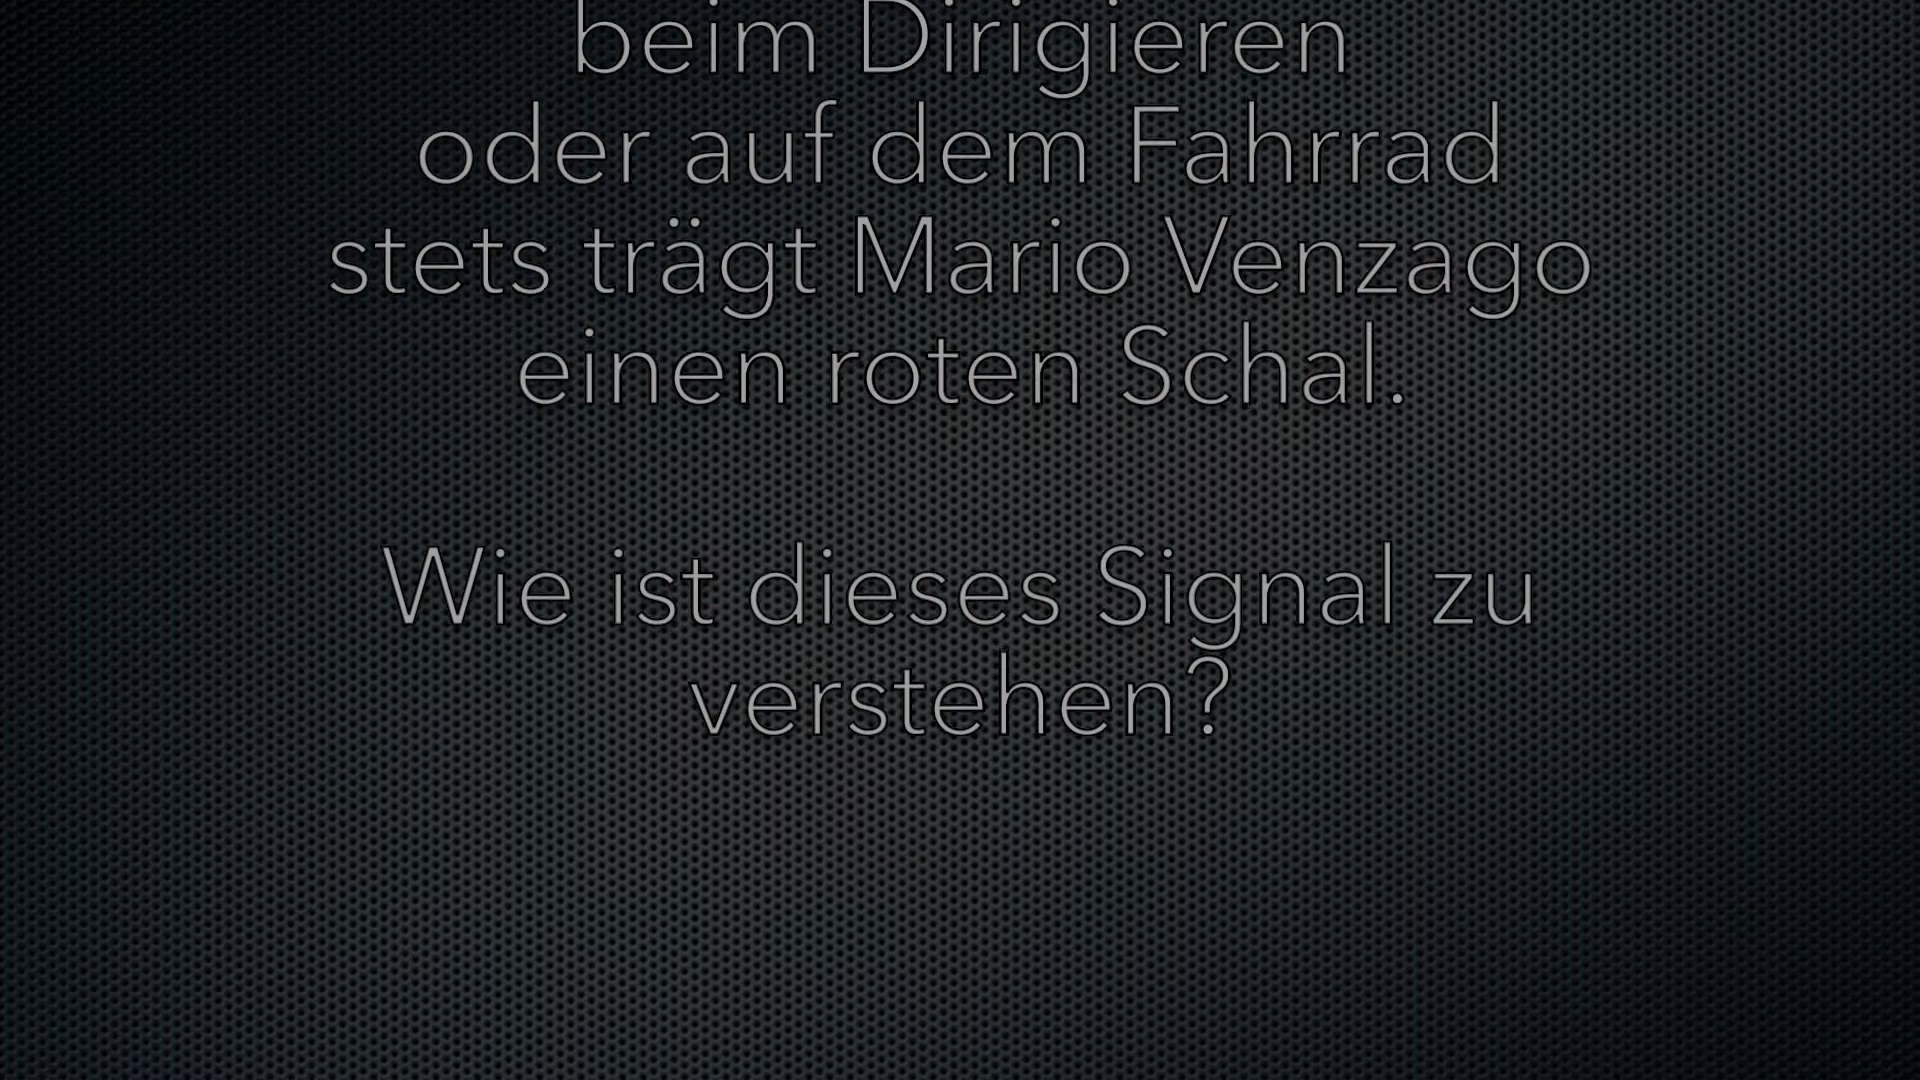 beim Dirigieren
oder auf dem Fahrrad
stets trägt Mario Venzago
einen roten Schal.
Wie ist dieses Signal zu
verstehen?